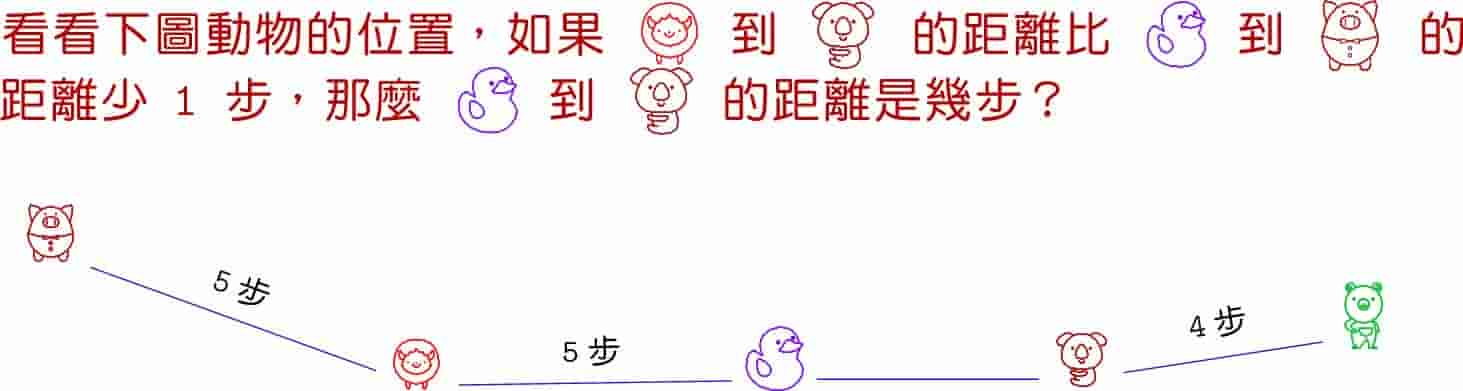 看看下圖動物的位置，如果 到 的距離比 到 的
距離少 1 步，那麼 到 的距離是幾步？
5 步
5 步
4 步